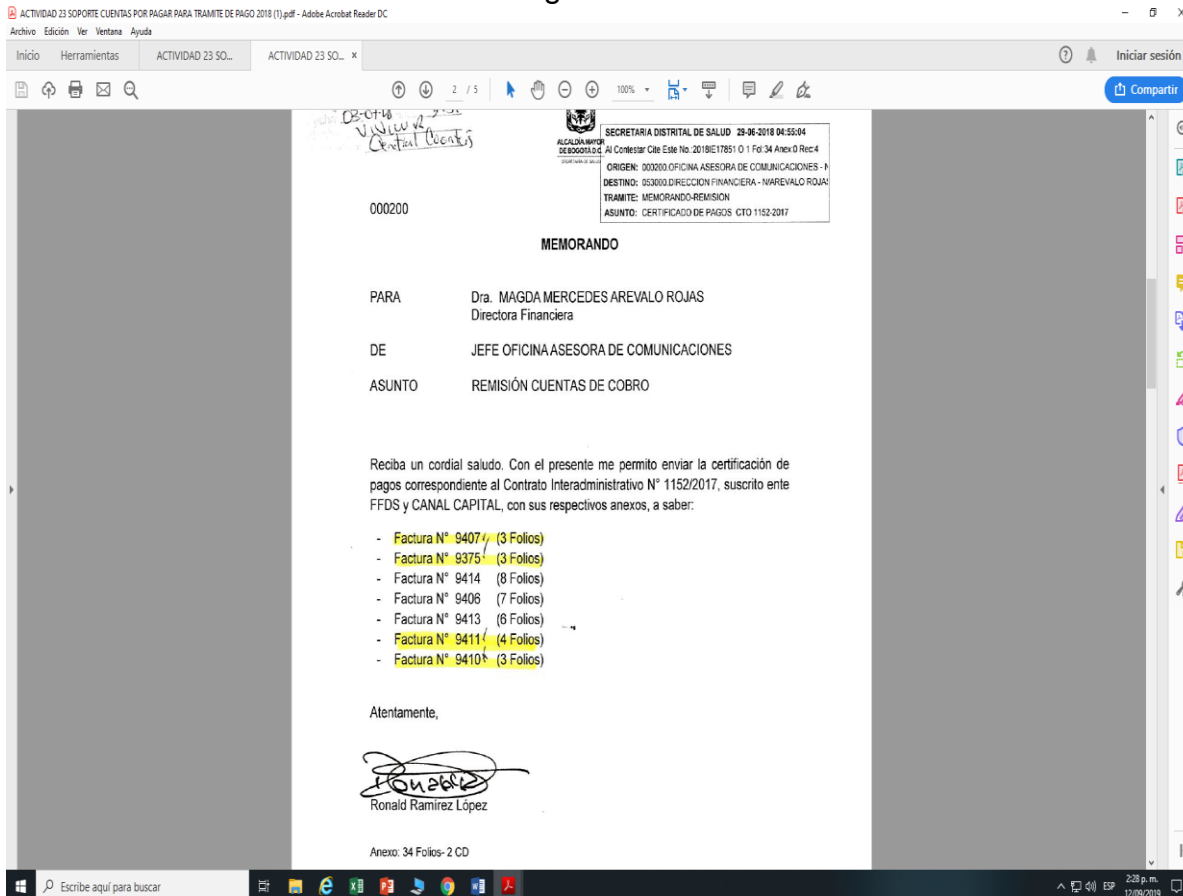 ACTIVIDAD 23 SOPORTE CUENTAS POR PAGAR PARA TRAMITE DE PAGO 2018 (1).pdf - Adobe Acrobat Reader DC
Archivo Edición Ver Ventana Ayuda
Inicio Herramientas ACTIVIDAD 23 SO... ACTIVIDAD 23 SO... × Iniciar sesión
2 / 5 100% Compartir
Central Cuentas
ALCALDÍA MAYOR
DE BOGOTÁ D.C.
SECRETARIA DISTRITAL DE SALUD 29-06-2018 04:55:04
Al Contestar Cite Este No.:2018IE17851 O 1 Fol:34 Anex:0 Rec:4
ORIGEN: 000200.OFICINA ASESORA DE COMUNICACIONES -
DESTINO: 053000.DIRECCION FINANCIERA - N/AREVALO ROJAS
TRAMITE: MEMORANDO-REMISION
ASUNTO: CERTIFICADO DE PAGOS CTO 1152-2017
000200
MEMORANDO
PARA Dra. MAGDA MERCEDES AREVALO ROJAS
Directora Financiera
DE JEFE OFICINA ASESORA DE COMUNICACIONES
ASUNTO REMISIÓN CUENTAS DE COBRO
Reciba un cordial saludo. Con el presente me permito enviar la certificación de
pagos correspondiente al Contrato Interadministrativo N° 1152/2017, suscrito ente
FFDS y CANAL CAPITAL, con sus respectivos anexos, a saber:
- Factura N° 9407 (3 Folios)
- Factura N° 9375 (3 Folios)
- Factura N° 9414 (8 Folios)
- Factura N° 9406 (7 Folios)
- Factura N° 9413 (6 Folios)
- Factura N° 9411 (4 Folios)
- Factura N° 9410 (3 Folios)
Atentamente,
Ronald Ramírez López
Anexo: 34 Folios- 2 CD
Escribe aquí para buscar ESP 2:28 p. m.
12/09/2019